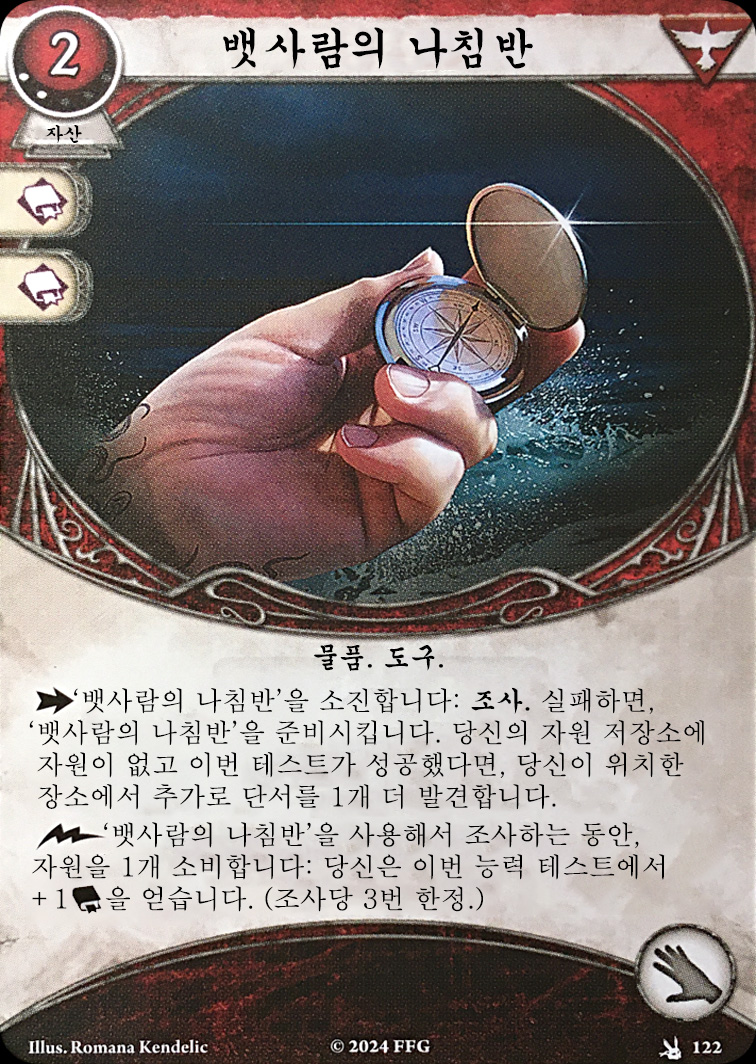 2
뱃사람의 나침반
자산
물품. 도구.
‘뱃사람의 나침반’을 소진합니다: 조사. 실패하면,
‘뱃사람의 나침반’을 준비시킵니다. 당신의 자원 저장소에
자원이 없고 이번 테스트가 성공했다면, 당신이 위치한
장소에서 추가로 단서를 1개 더 발견합니다.
‘뱃사람의 나침반’을 사용해서 조사하는 동안,
자원을 1개 소비합니다: 당신은 이번 능력 테스트에서
+1을 얻습니다. (조사당 3번 한정.)
Illus. Romana Kendelic
© 2024 FFG
122